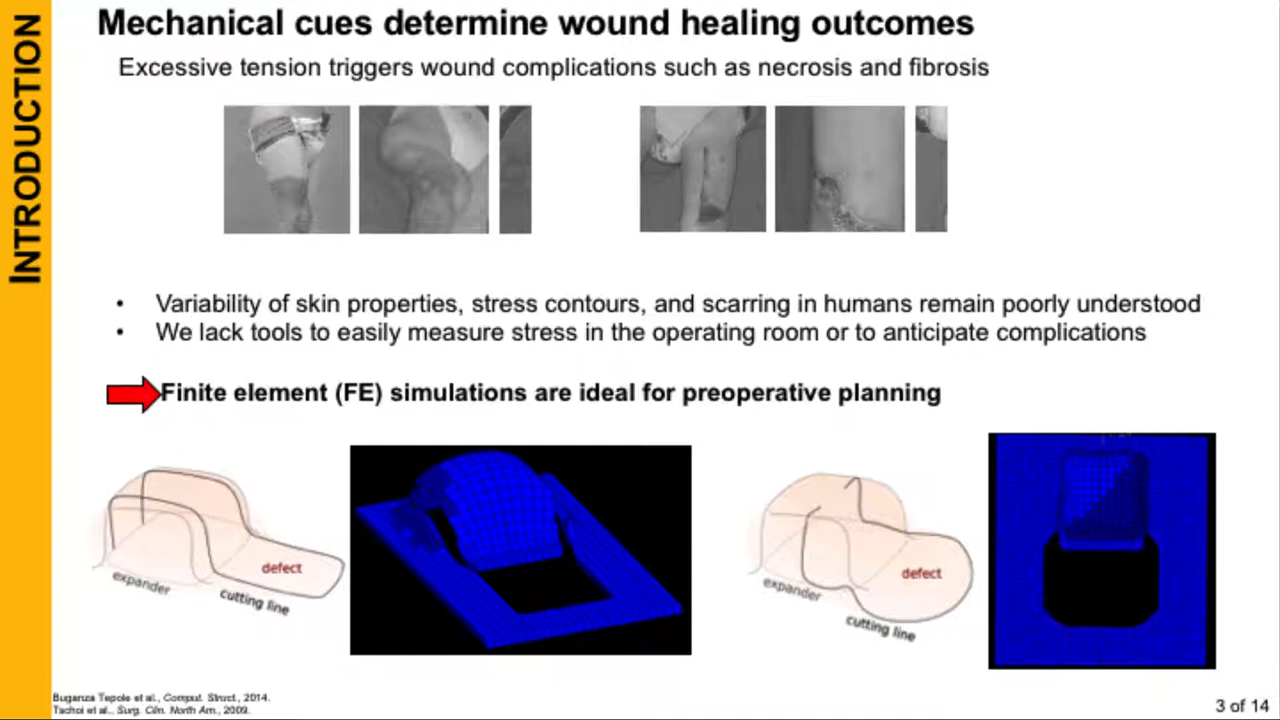 INTRODUCTION
Mechanical cues determine wound healing outcomes
Excessive tension triggers wound complications such as necrosis and fibrosis
• Variability of skin properties, stress contours, and scarring in humans remain poorly understood
• We lack tools to easily measure stress in the operating room or to anticipate complications
Finite element (FE) simulations are ideal for preoperative planning
defect
expander
cutting line
defect
expander
cutting line
Buganza Tepole et al., Comput. Struct., 2014.
Tschoi et al., Surg. Clin. North Am., 2009.
3 of 14